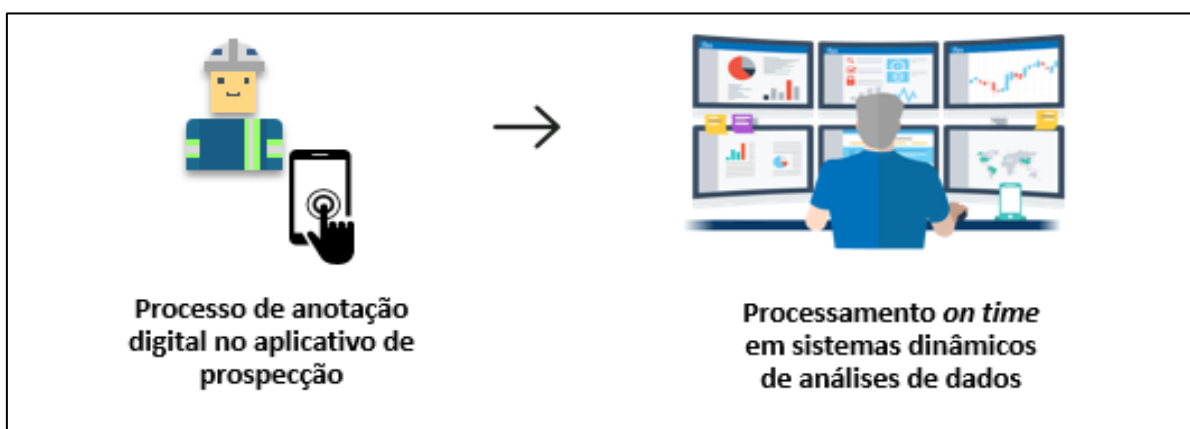 Processo de anotação
digital no aplicativo de
prospecção
Processamento on time
em sistemas dinâmicos
de análises de dados